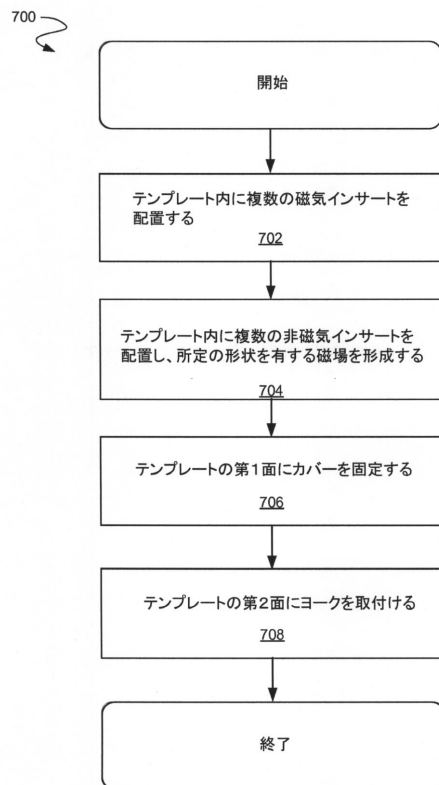 700
開始
テンプレート内に複数の磁気インサートを
配置する
702
テンプレート内に複数の非磁気インサートを
配置し、所定の形状を有する磁場を形成する
704
テンプレートの第1面にカバーを固定する
706
テンプレートの第2面にヨークを取付ける
708
終了